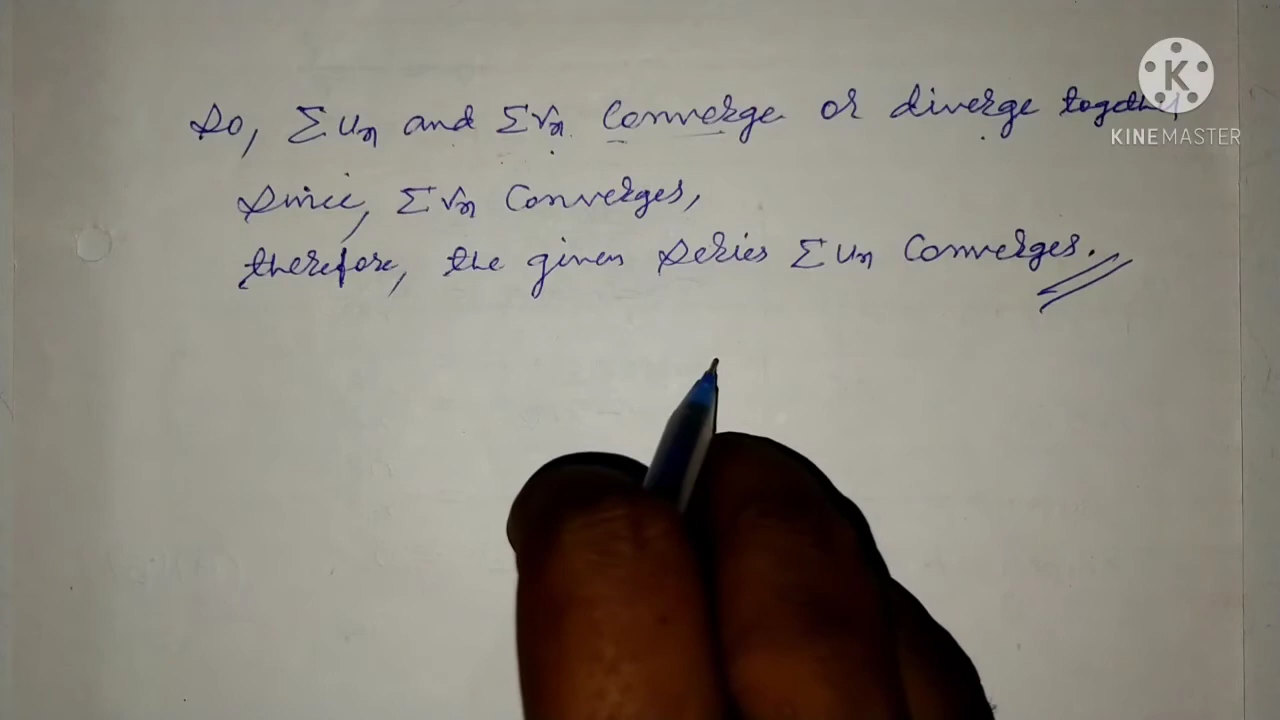 So, Σun and Σvn Converge or diverge together,
Since, Σvn Converges,
therefore, the given series Σun Converges.
K
KINEMASTER